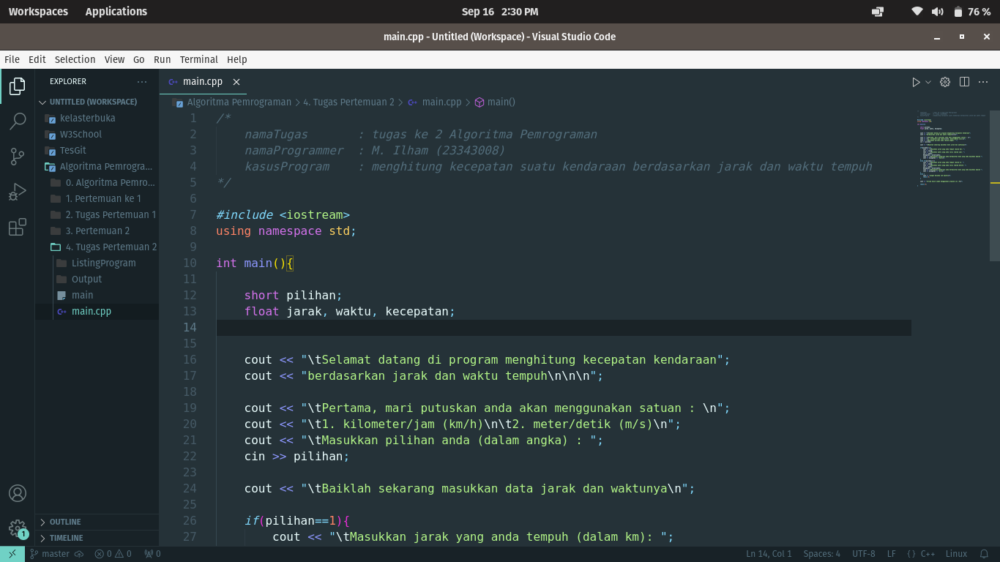 Workspaces Applications Sep 16 2:30 PM 76 %
main.cpp - Untitled (Workspace) - Visual Studio Code
File Edit Selection View Go Run Terminal Help
EXPLORER
UNTITLED (WORKSPACE)
kelasterbuka
W3School
TesGit
Algoritma Pemrogra...
0. Algoritma Pemro...
1. Pertemuan ke 1
2. Tugas Pertemuan 1
3. Pertemuan 2
4. Tugas Pertemuan 2
ListingProgram
Output
main
main.cpp
OUTLINE
TIMELINE
1
main.cpp
Algoritma Pemrograman > 4. Tugas Pertemuan 2 > main.cpp > main()
1 /*
2     namaTugas       : tugas ke 2 Algoritma Pemrograman
3     namaProgrammer  : M. Ilham (23343008)
4     kasusProgram    : menghitung kecepatan suatu kendaraan berdasarkan jarak dan waktu tempuh
5 */
6
7 #include <iostream>
8 using namespace std;
9
10 int main(){
11
12     short pilihan;
13     float jarak, waktu, kecepatan;
14
15
16     cout << "\tSelamat datang di program menghitung kecepatan kendaraan";
17     cout << "berdasarkan jarak dan waktu tempuh\n\n\n";
18
19     cout << "\tPertama, mari putuskan anda akan menggunakan satuan : \n";
20     cout << "\t1. kilometer/jam (km/h)\n\t2. meter/detik (m/s)\n";
21     cout << "\tMasukkan pilihan anda (dalam angka) : ";
22     cin >> pilihan;
23
24     cout << "\tBaiklah sekarang masukkan data jarak dan waktunya\n";
25
26     if(pilihan==1){
27         cout << "\tMasukkan jarak yang anda tempuh (dalam km): ";
master 0 0 0 Ln 14, Col 1 Spaces: 4 UTF-8 LF {} C++ Linux